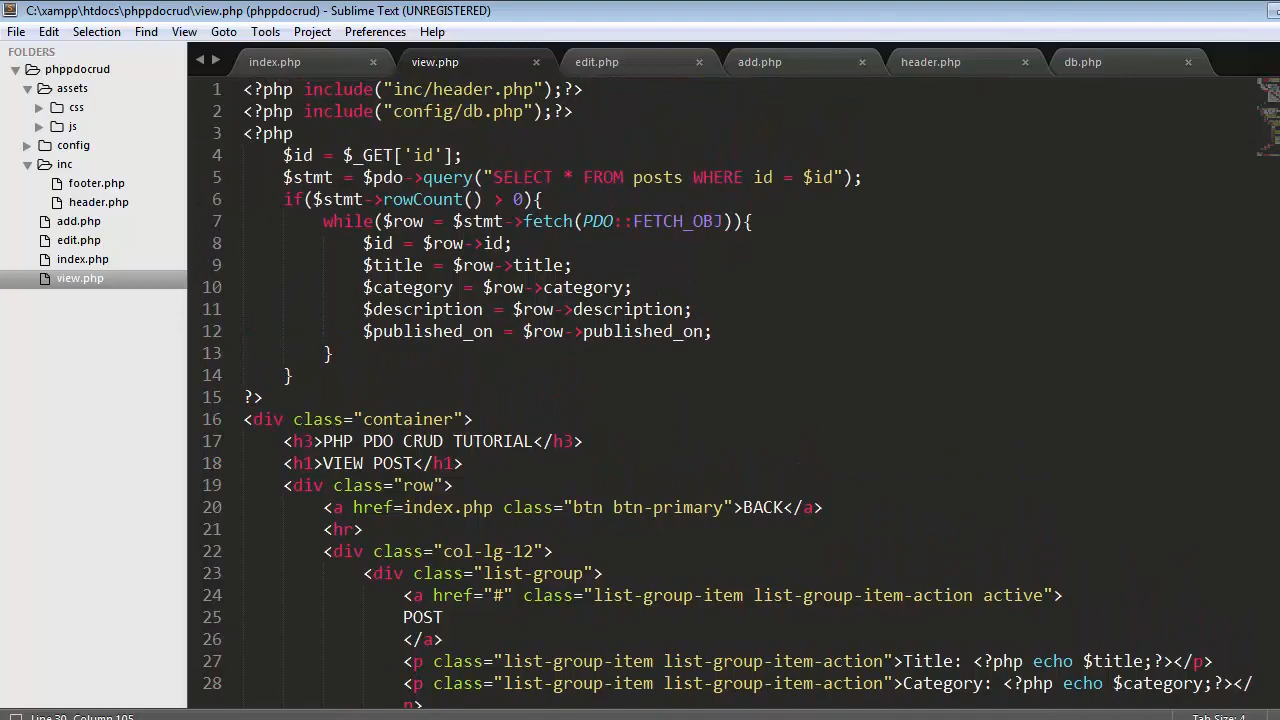 C:\xampp\htdocs\phppdocrud\view.php (phppdocrud) - Sublime Text (UNREGISTERED)
File Edit Selection Find View Goto Tools Project Preferences Help
FOLDERS
phppdocrud
assets
css
js
config
inc
footer.php
header.php
add.php
edit.php
index.php
view.php
index.php view.php edit.php add.php header.php db.php
1 <?php include("inc/header.php");?>
2 <?php include("config/db.php");?>
3 <?php
4 $id = $_GET['id'];
5 $stmt = $pdo->query("SELECT * FROM posts WHERE id = $id");
6 if($stmt->rowCount() > 0){
7 while($row = $stmt->fetch(PDO::FETCH_OBJ)){
8 $id = $row->id;
9 $title = $row->title;
10 $category = $row->category;
11 $description = $row->description;
12 $published_on = $row->published_on;
13 }
14 }
15 ?>
16 <div class="container">
17 <h3>PHP PDO CRUD TUTORIAL</h3>
18 <h1>VIEW POST</h1>
19 <div class="row">
20 <a href=index.php class="btn btn-primary">BACK</a>
21 <hr>
22 <div class="col-lg-12">
23 <div class="list-group">
24 <a href="#" class="list-group-item list-group-item-action active">
25 POST
26 </a>
27 <p class="list-group-item list-group-item-action">Title: <?php echo $title;?></p>
28 <p class="list-group-item list-group-item-action">Category: <?php echo $category;?></
p>
Line 30, Column 105
Tab Size: 4